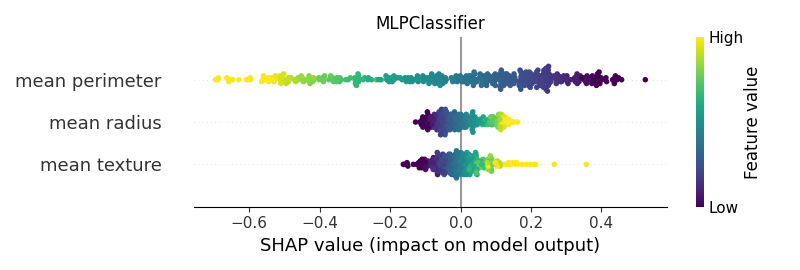 MLPClassifier
High
mean perimeter
mean radius
mean texture
Feature value
Low
−0.6 −0.4 −0.2 0.0 0.2 0.4
SHAP value (impact on model output)